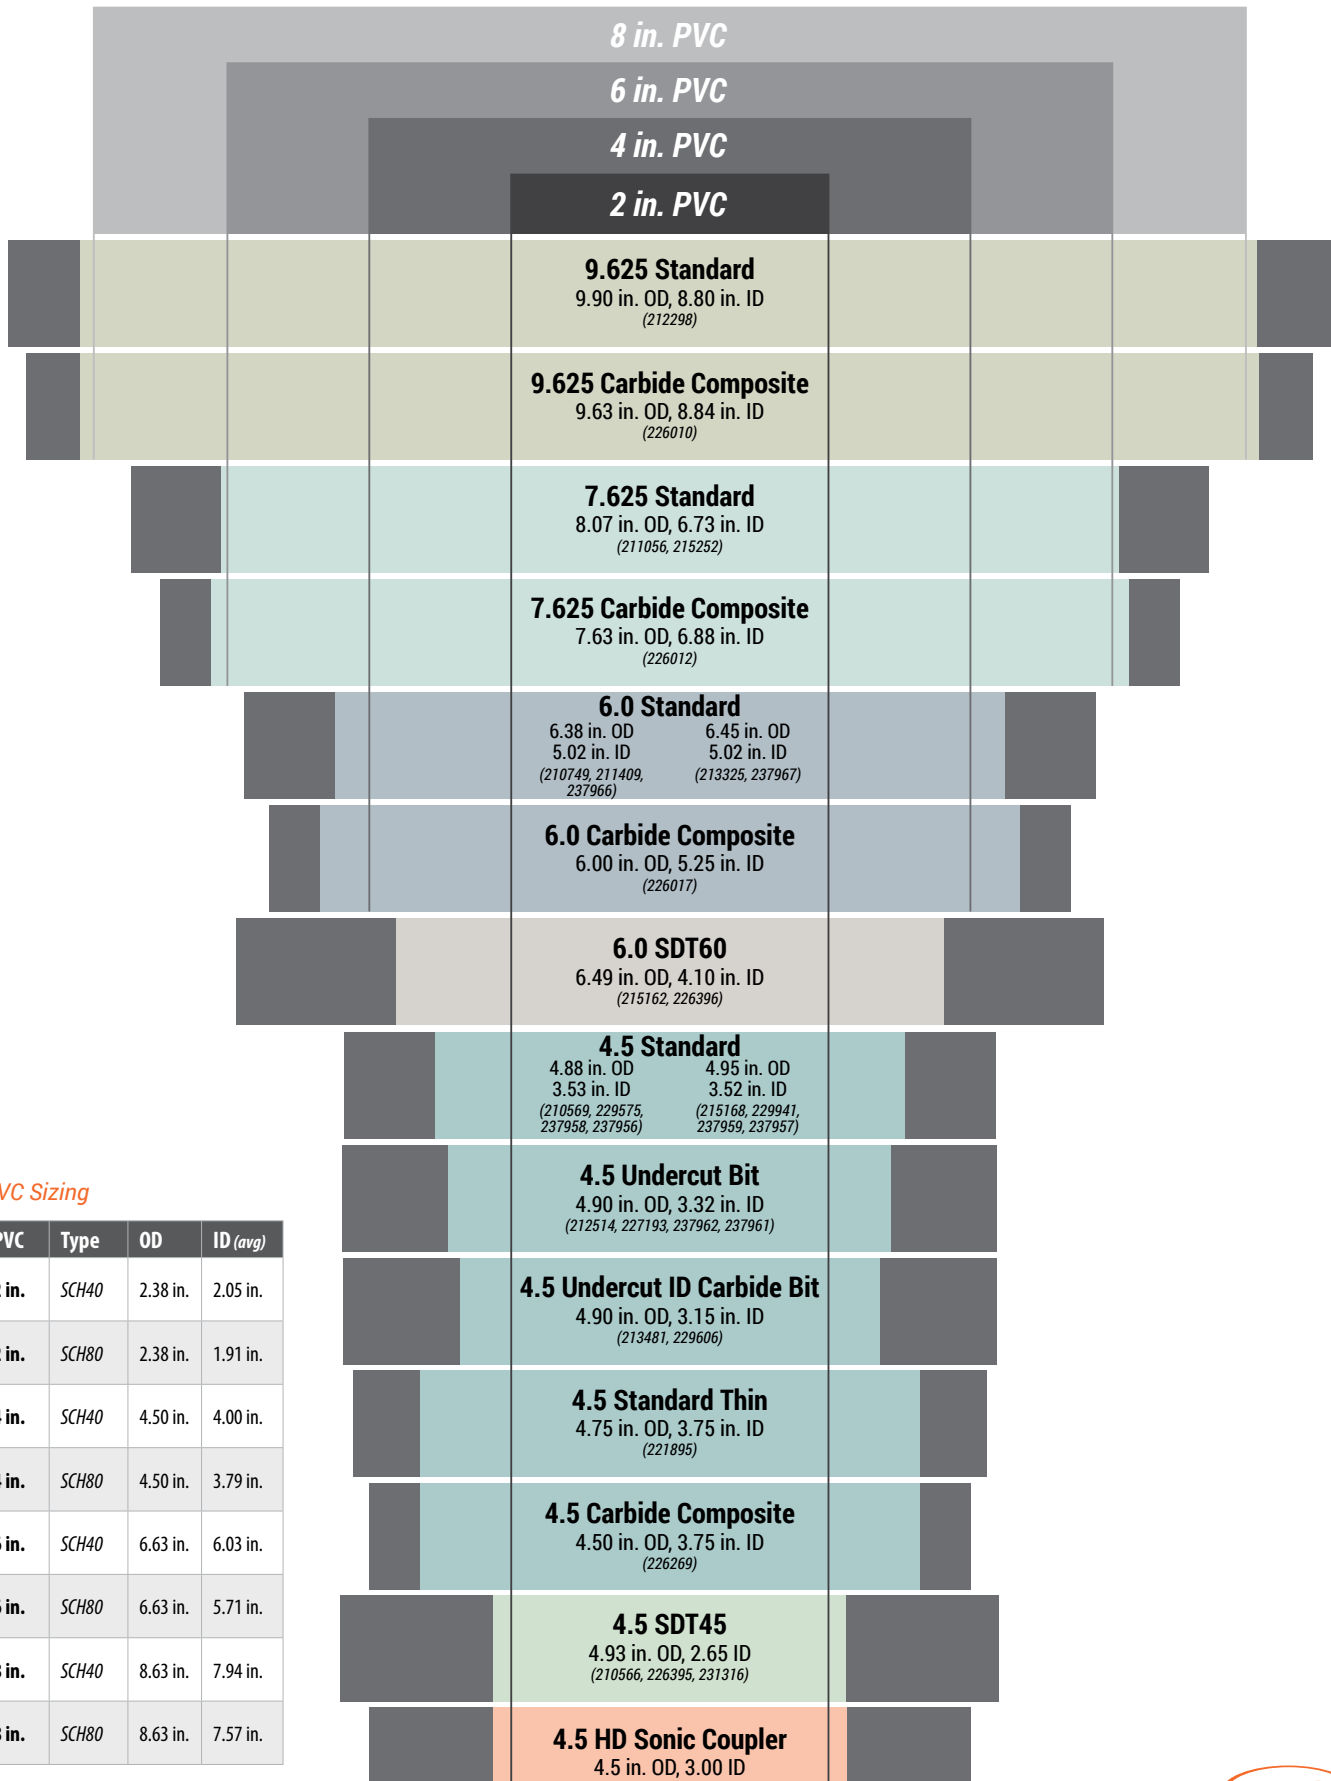 8 in. PVC
6 in. PVC
4 in. PVC
2 in. PVC
9.625 Standard
9.90 in. OD, 8.80 in. ID
(212298)
9.625 Carbide Composite
9.63 in. OD, 8.84 in. ID
(226010)
7.625 Standard
8.07 in. OD, 6.73 in. ID
(211056, 215252)
7.625 Carbide Composite
7.63 in. OD, 6.88 in. ID
(226012)
6.0 Standard
6.38 in. OD 6.45 in. OD
5.02 in. ID 5.02 in. ID
(210749, 211409, (213325, 237967)
237966)
6.0 Carbide Composite
6.00 in. OD, 5.25 in. ID
(226017)
6.0 SDT60
6.49 in. OD, 4.10 in. ID
(215162, 226396)
4.5 Standard
4.88 in. OD 4.95 in. OD
3.53 in. ID 3.52 in. ID
(210569, 229575, (215168, 229941,
237958, 237956) 237959, 237957)
4.5 Undercut Bit
4.90 in. OD, 3.32 in. ID
(212514, 227193, 237962, 237961)
4.5 Undercut ID Carbide Bit
4.90 in. OD, 3.15 in. ID
(213481, 229606)
4.5 Standard Thin
4.75 in. OD, 3.75 in. ID
(221895)
4.5 Carbide Composite
4.50 in. OD, 3.75 in. ID
(226269)
4.5 SDT45
4.93 in. OD, 2.65 ID
(210566, 226395, 231316)
4.5 HD Sonic Coupler
4.5 in. OD, 3.00 ID
VC Sizing
PVC Type OD ID (avg)
in. SCH40 2.38 in. 2.05 in.
in. SCH80 2.38 in. 1.91 in.
in. SCH40 4.50 in. 4.00 in.
in. SCH80 4.50 in. 3.79 in.
in. SCH40 6.63 in. 6.03 in.
in. SCH80 6.63 in. 5.71 in.
in. SCH40 8.63 in. 7.94 in.
in. SCH80 8.63 in. 7.57 in.